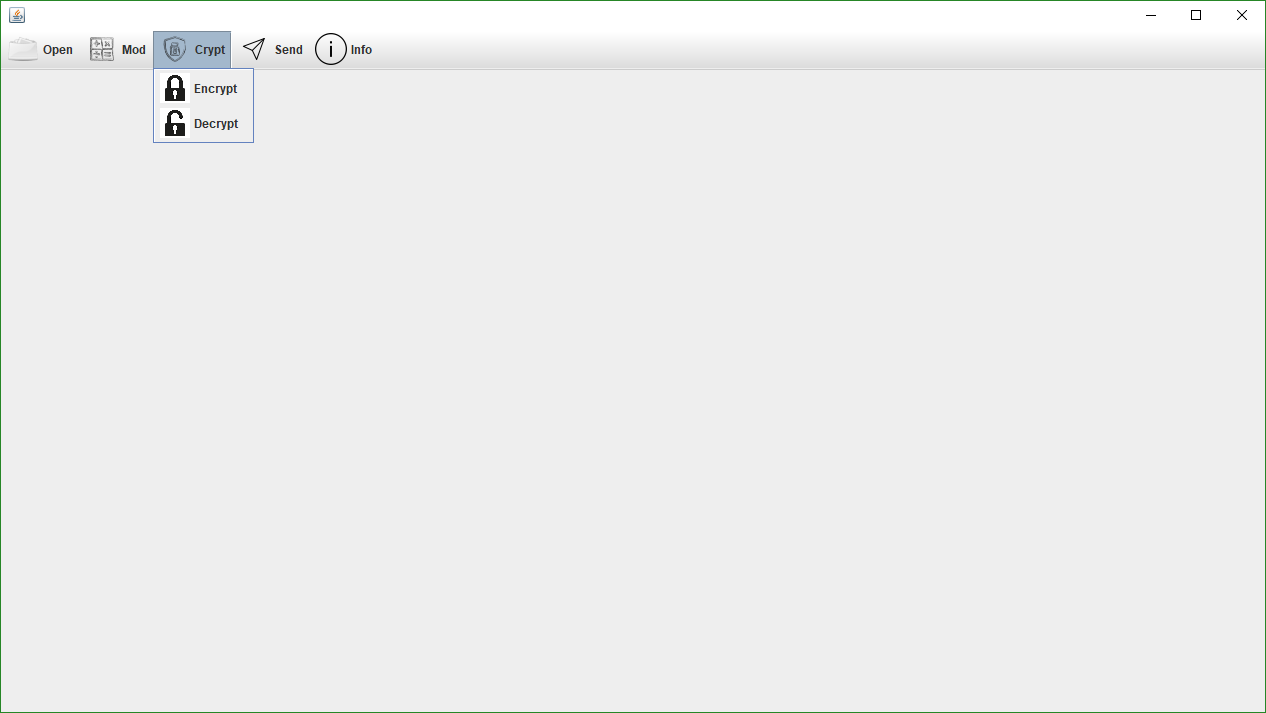 Open Mod Crypt Send Info
Encrypt
Decrypt